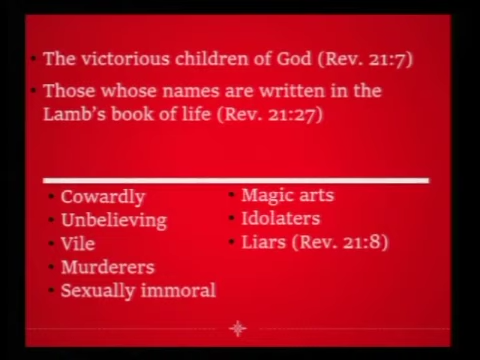 • The victorious children of God (Rev. 21:7)
• Those whose names are written in the
Lamb's book of life (Rev. 21:27)
• Cowardly
• Unbelieving
• Vile
• Murderers
• Sexually immoral
• Magic arts
• Idolaters
• Liars (Rev. 21:8)